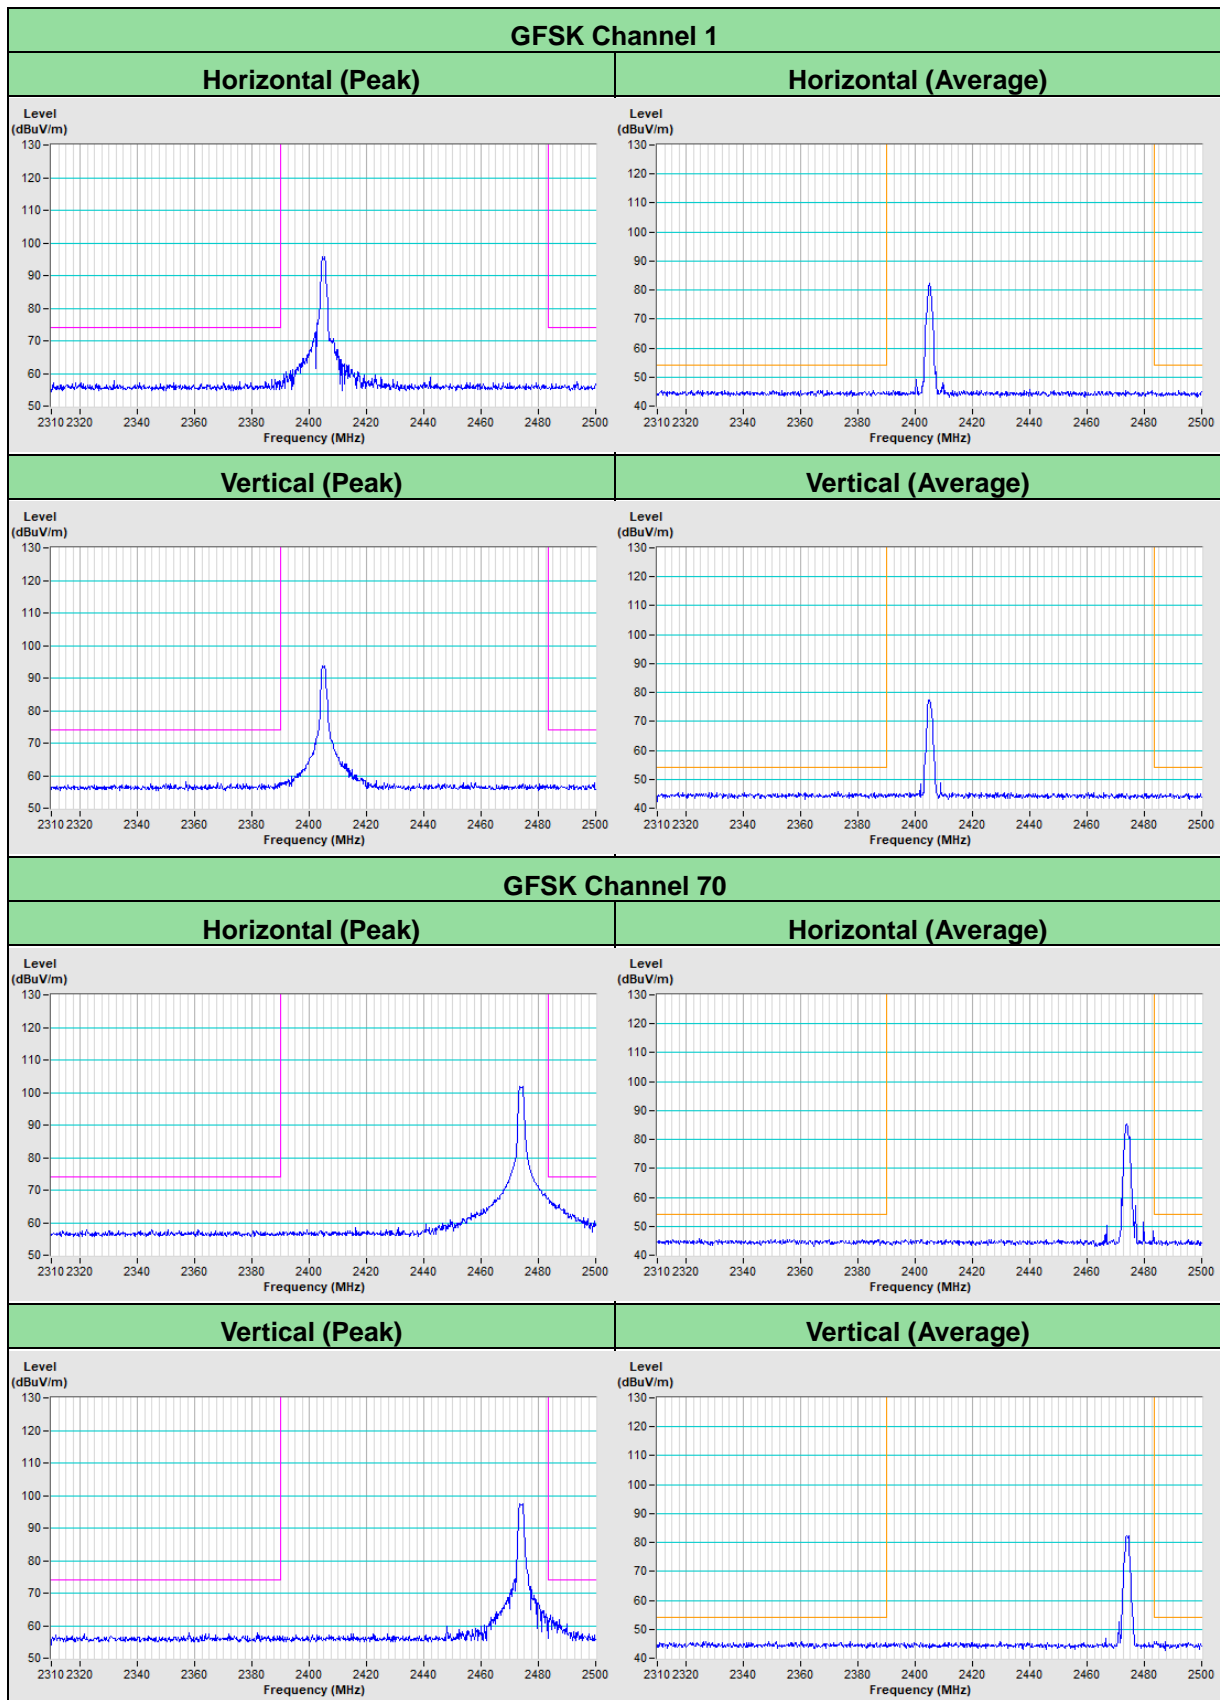 GFSK Channel 1
Horizontal (Peak) Horizontal (Average)
Level Level
(dBuV/m) (dBuV/m)
130 130
120 120
110 110
100 100
90 90
80 80
70 70
60 60
50 50
40
2310 2320 2340 2360 2380 2400 2420 2440 2460 2480 2500 2310 2320 2340 2360 2380 2400 2420 2440 2460 2480 2500
Frequency (MHz) Frequency (MHz)
Vertical (Peak) Vertical (Average)
Level Level
(dBuV/m) (dBuV/m)
130 130
120 120
110 110
100 100
90 90
80 80
70 70
60 60
50 50
40
2310 2320 2340 2360 2380 2400 2420 2440 2460 2480 2500 2310 2320 2340 2360 2380 2400 2420 2440 2460 2480 2500
Frequency (MHz) Frequency (MHz)
GFSK Channel 70
Horizontal (Peak) Horizontal (Average)
Level Level
(dBuV/m) (dBuV/m)
130 130
120 120
110 110
100 100
90 90
80 80
70 70
60 60
50 50
40
2310 2320 2340 2360 2380 2400 2420 2440 2460 2480 2500 2310 2320 2340 2360 2380 2400 2420 2440 2460 2480 2500
Frequency (MHz) Frequency (MHz)
Vertical (Peak) Vertical (Average)
Level Level
(dBuV/m) (dBuV/m)
130 130
120 120
110 110
100 100
90 90
80 80
70 70
60 60
50 50
40
2310 2320 2340 2360 2380 2400 2420 2440 2460 2480 2500 2310 2320 2340 2360 2380 2400 2420 2440 2460 2480 2500
Frequency (MHz) Frequency (MHz)